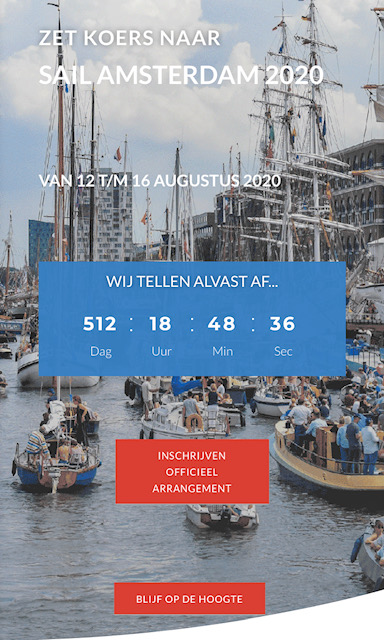 ZET KOERS NAAR
SAIL AMSTERDAM 2020
VAN 12 T/M 16 AUGUSTUS 2020
WIJ TELLEN ALVAST AF...
512 : 18 : 48 : 36
Dag Uur Min Sec
INSCHRIJVEN
OFFICIEEL
ARRANGEMENT
BLIJF OP DE HOOGTE